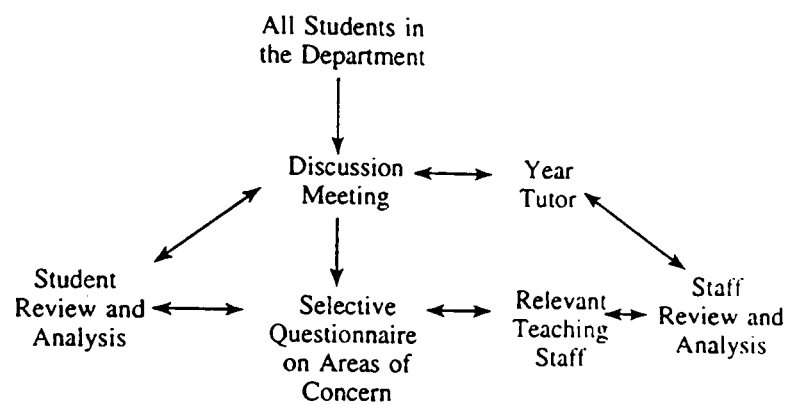 All Students in
the Department
Discussion
Meeting
Year
Tutor
Student
Review and
Analysis
Selective
Questionnaire
on Areas of
Concern
Relevant
Teaching
Staff
Staff
Review and
Analysis